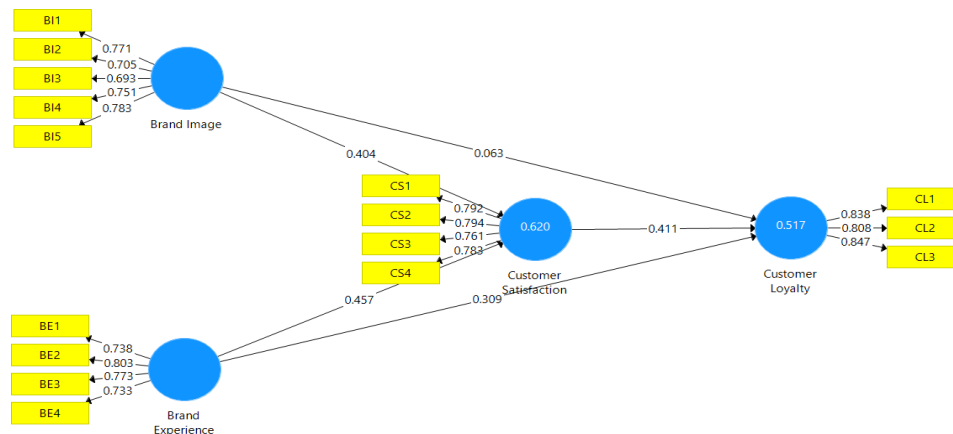 BI1
BI2
BI3
BI4
BI5
0.771
0.705
0.693
0.751
0.783
Brand Image
0.404
0.063
CS1
CS2
CS3
CS4
0.792
0.794
0.761
0.783
0.620
Customer
Satisfaction
0.411
0.517
Customer
Loyalty
0.838
0.808
0.847
CL1
CL2
CL3
0.457
0.309
BE1
BE2
BE3
BE4
0.738
0.803
0.773
0.733
Brand
Experience